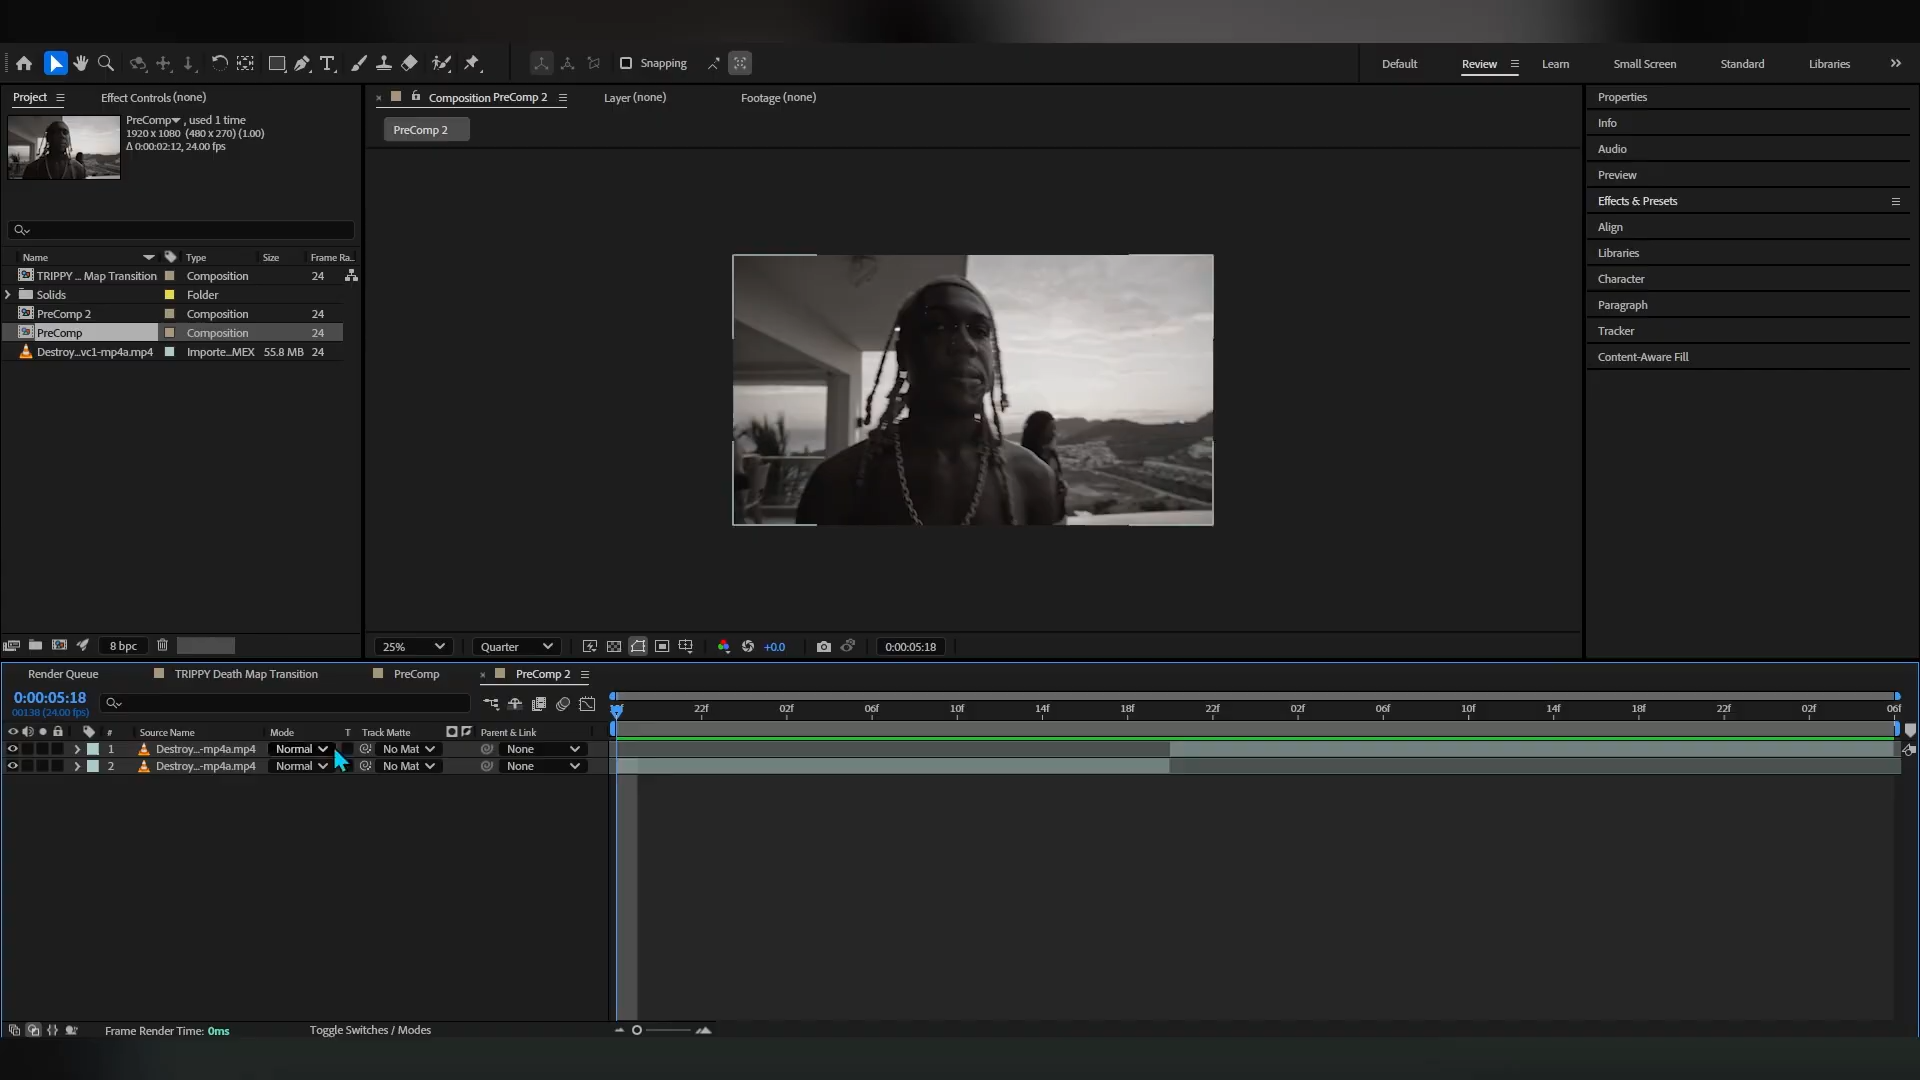 Snapping
Default
Review
Learn
Small Screen
Standard
Libraries
Project
Effect Controls (none)
Composition PreComp 2
Layer (none)
Footage (none)
PreComp , used 1 time
1920 x 1080 (480 x 270) (1.00)
Δ 0:00:02:12, 24.00 fps
PreComp 2
Name
Type
Size
Frame Ra..
TRIPPY ... Map Transition
Composition
24
Solids
Folder
PreComp 2
Composition
24
PreComp
Composition
24
Destroy...vc1-mp4a.mp4
Importe...MEX
55.8 MB
24
Properties
Info
Audio
Preview
Effects & Presets
Align
Libraries
Character
Paragraph
Tracker
Content-Aware Fill
8 bpc
25%
Quarter
+0.0
0:00:05:18
Render Queue
TRIPPY Death Map Transition
PreComp
PreComp 2
0:00:05:18
00138 (24.00 fps)
22f
02f
06f
10f
14f
18f
22f
02f
06f
10f
14f
18f
22f
02f
06f
#
Source Name
Mode
T
Track Matte
Parent & Link
1
Destroy...-mp4a.mp4
Normal
No Mat
None
2
Destroy...-mp4a.mp4
Normal
No Mat
None
Frame Render Time: 0ms
Toggle Switches / Modes